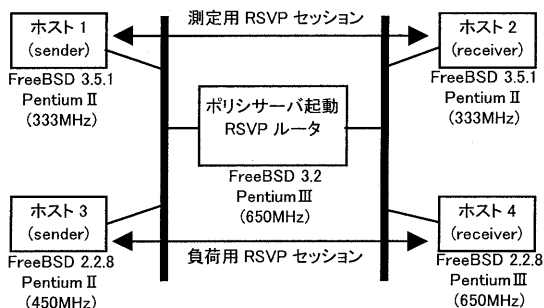 測定用 RSVP セッション
ホスト 1
(sender)
FreeBSD 3.5.1
Pentium Ⅱ
(333MHz)
ホスト 2
(receiver)
FreeBSD 3.5.1
Pentium Ⅱ
(333MHz)
ポリシサーバ起動
RSVP ルータ
FreeBSD 3.2
Pentium Ⅲ
(650MHz)
ホスト 3
(sender)
FreeBSD 2.2.8
Pentium Ⅱ
(450MHz)
ホスト 4
(receiver)
FreeBSD 2.2.8
Pentium Ⅲ
(650MHz)
負荷用 RSVP セッション